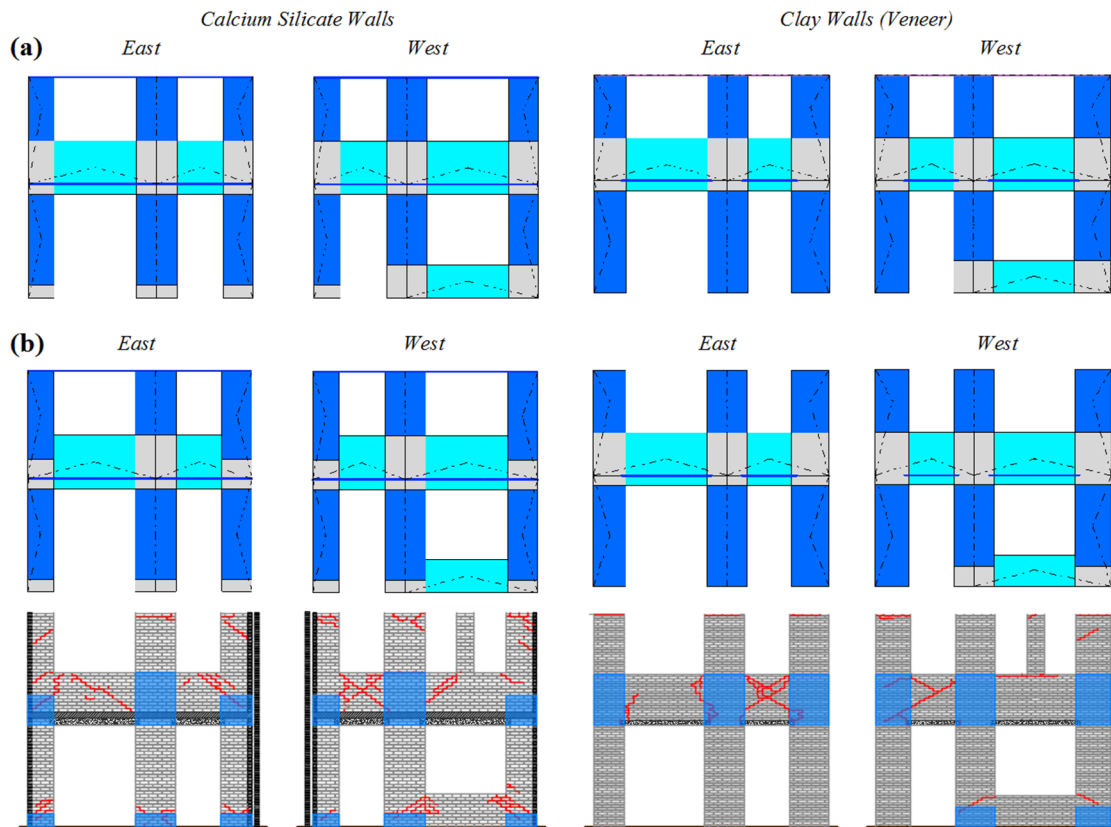 Calcium Silicate Walls
Clay Walls (Veneer)
(a)
East
West
East
West
(b)
East
West
East
West